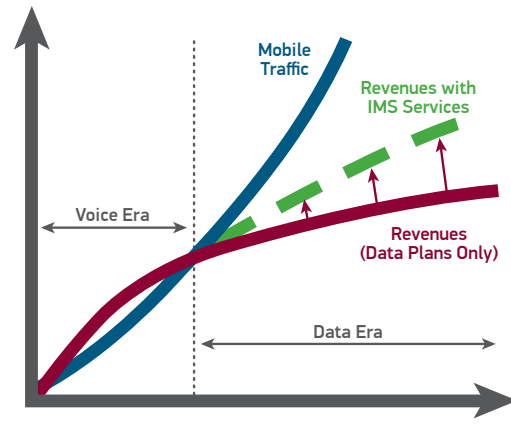 Mobile
Traffic
Revenues with
IMS Services
Voice Era
Revenues
(Data Plans Only)
Data Era